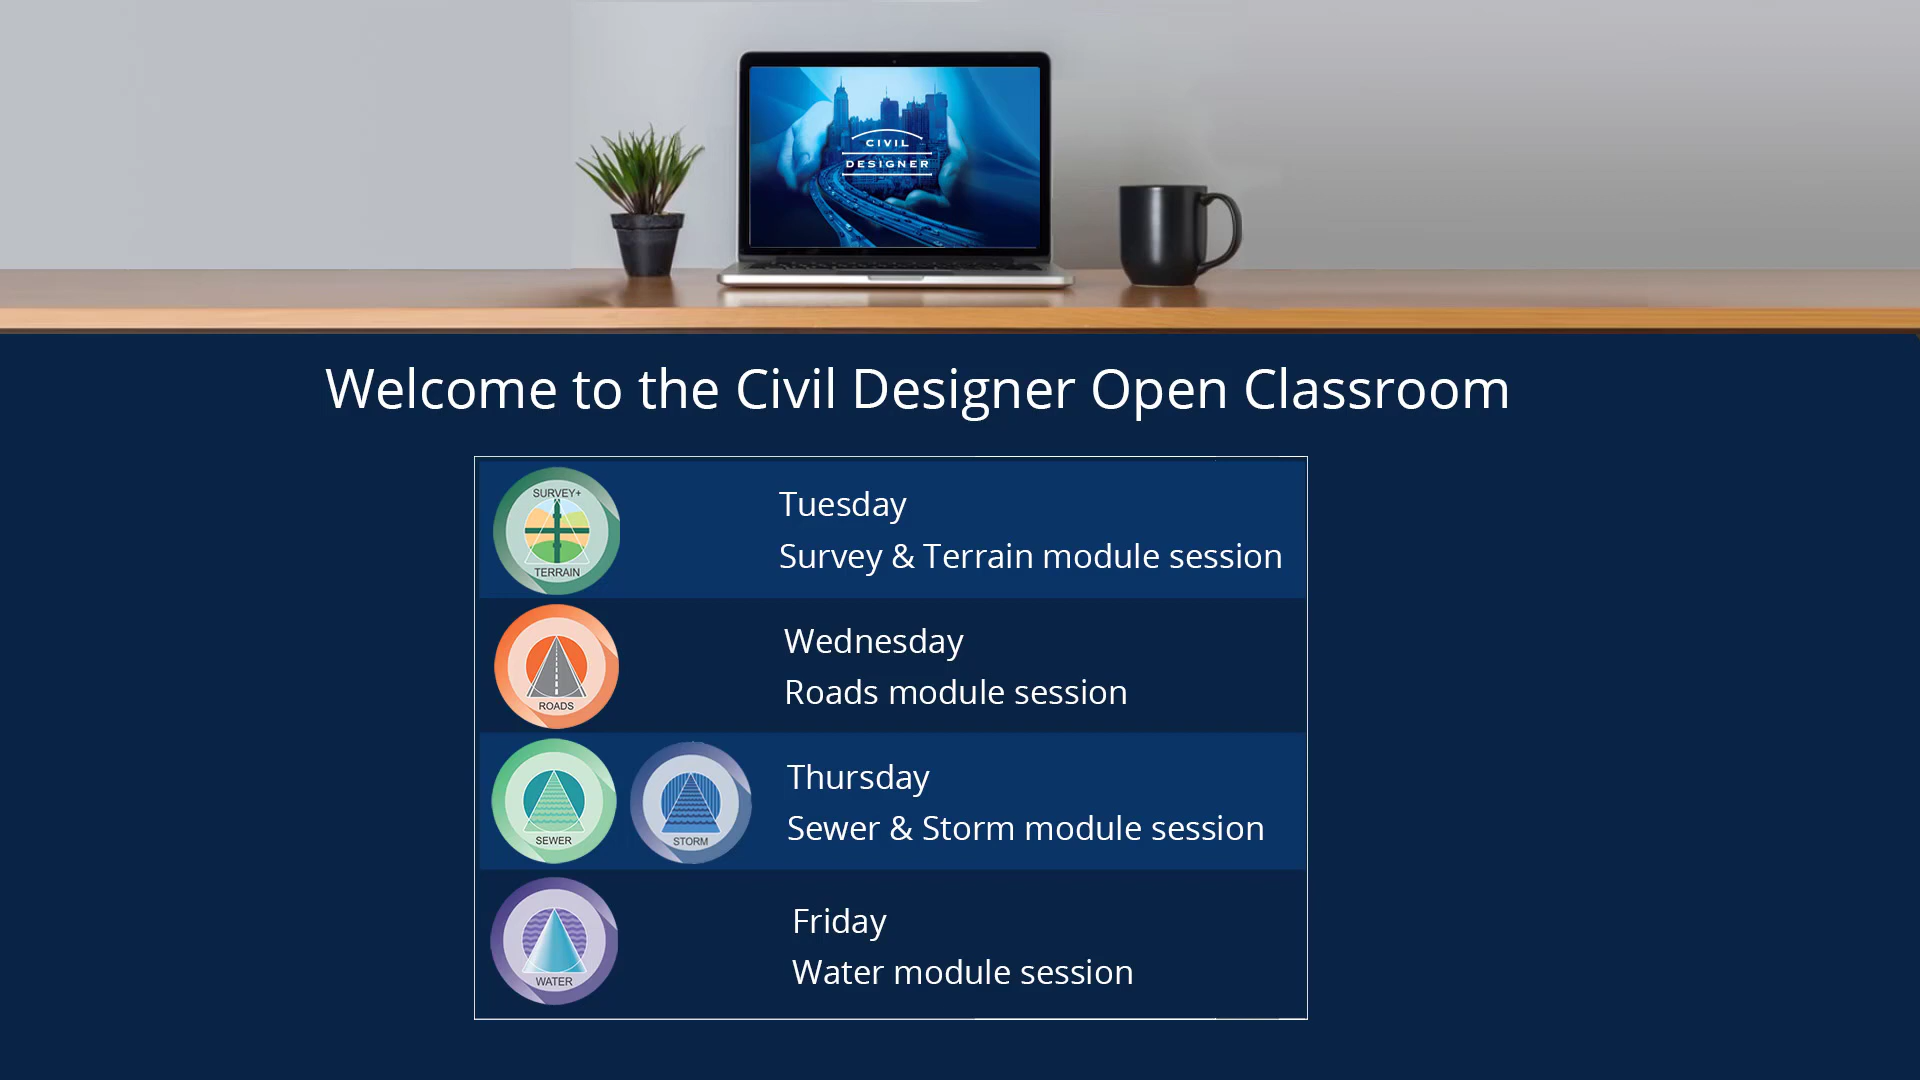 CIVIL
DESIGNER
Welcome to the Civil Designer Open Classroom
SURVEY+
TERRAIN
Tuesday
Survey & Terrain module session
ROADS
Wednesday
Roads module session
SEWER
STORM
Thursday
Sewer & Storm module session
WATER
Friday
Water module session